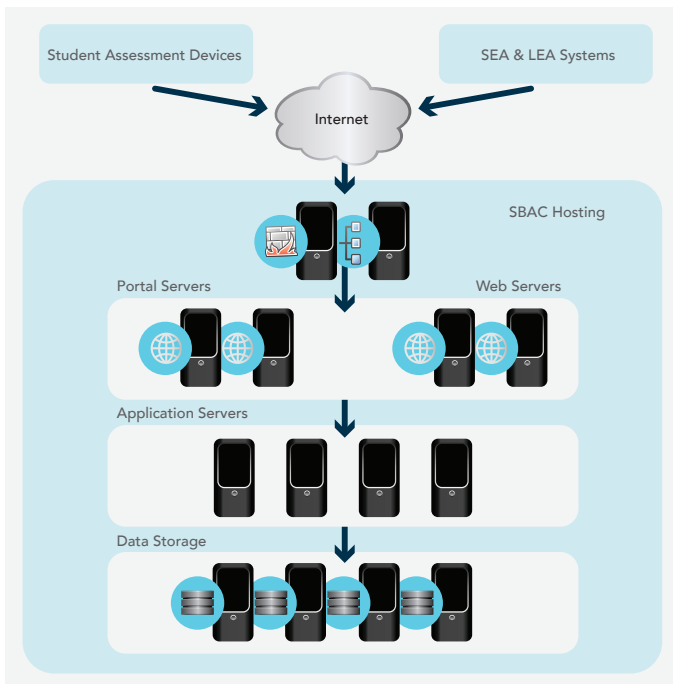 Student Assessment Devices
SEA & LEA Systems
Internet
SBAC Hosting
Portal Servers
Web Servers
Application Servers
Data Storage